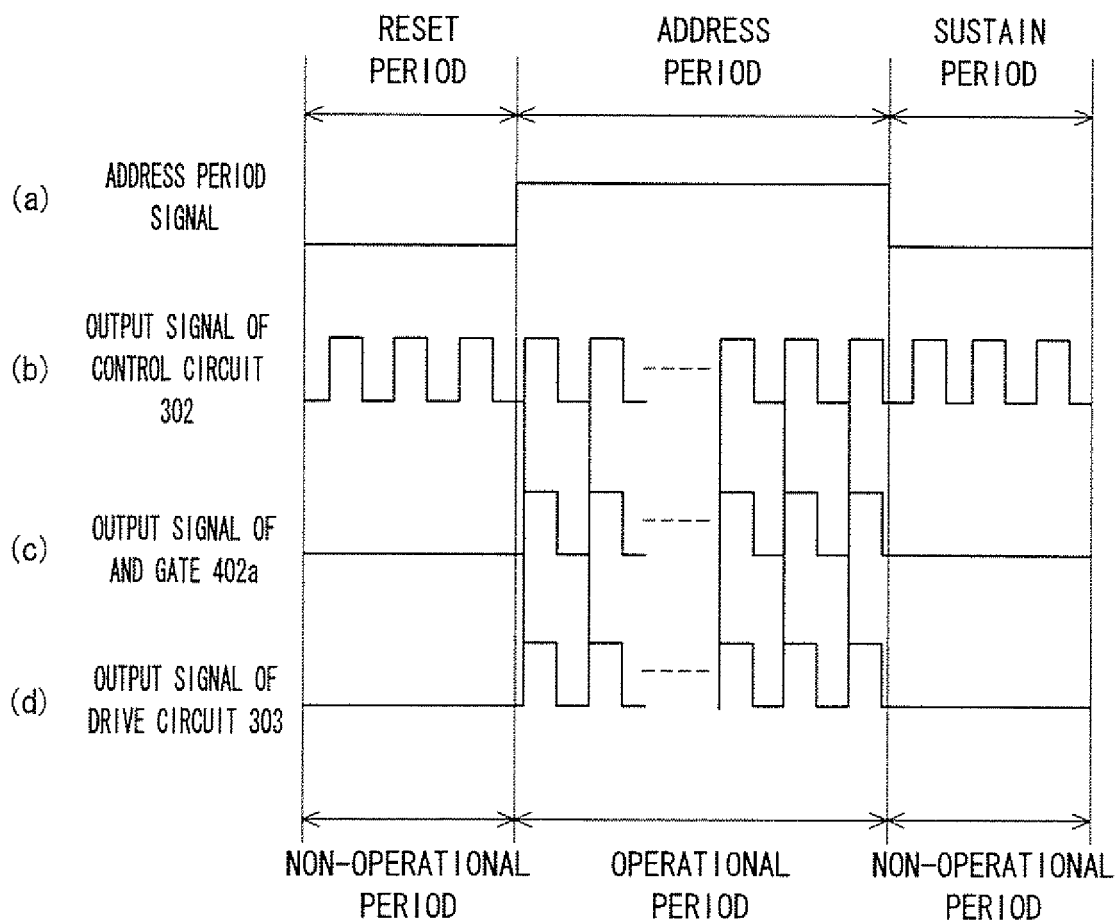 RESET
PERIOD
ADDRESS
PERIOD
SUSTAIN
PERIOD
(a)
ADDRESS PERIOD
SIGNAL
(b)
OUTPUT SIGNAL OF
CONTROL CIRCUIT
302
(c)
OUTPUT SIGNAL OF
AND GATE 402a
(d)
OUTPUT SIGNAL OF
DRIVE CIRCUIT 303
NON-OPERATIONAL
PERIOD
OPERATIONAL
PERIOD
NON-OPERATIONAL
PERIOD